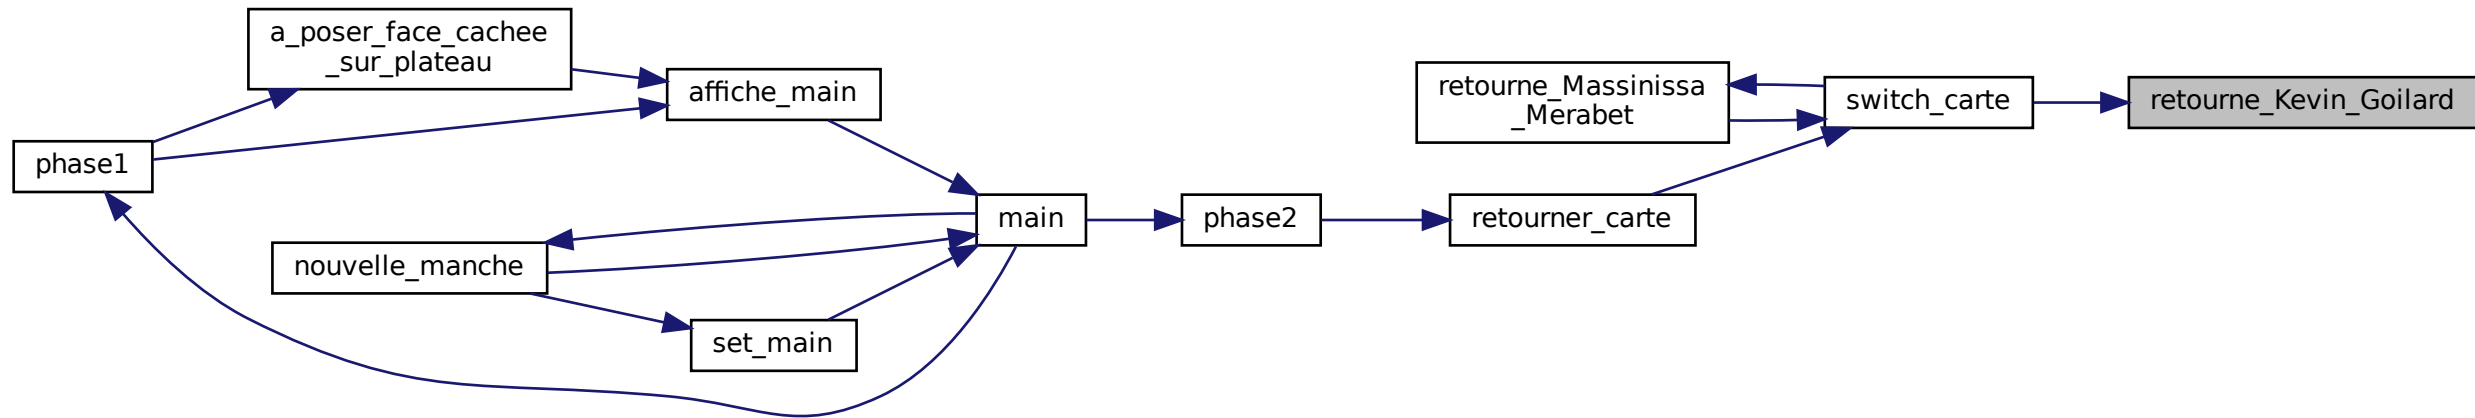 a_poser_face_cachee
_sur_plateau
affiche_main
phase1
nouvelle_manche
set_main
main
phase2
retourne_Massinissa
_Merabet
retourner_carte
switch_carte
retourne_Kevin_Goilard